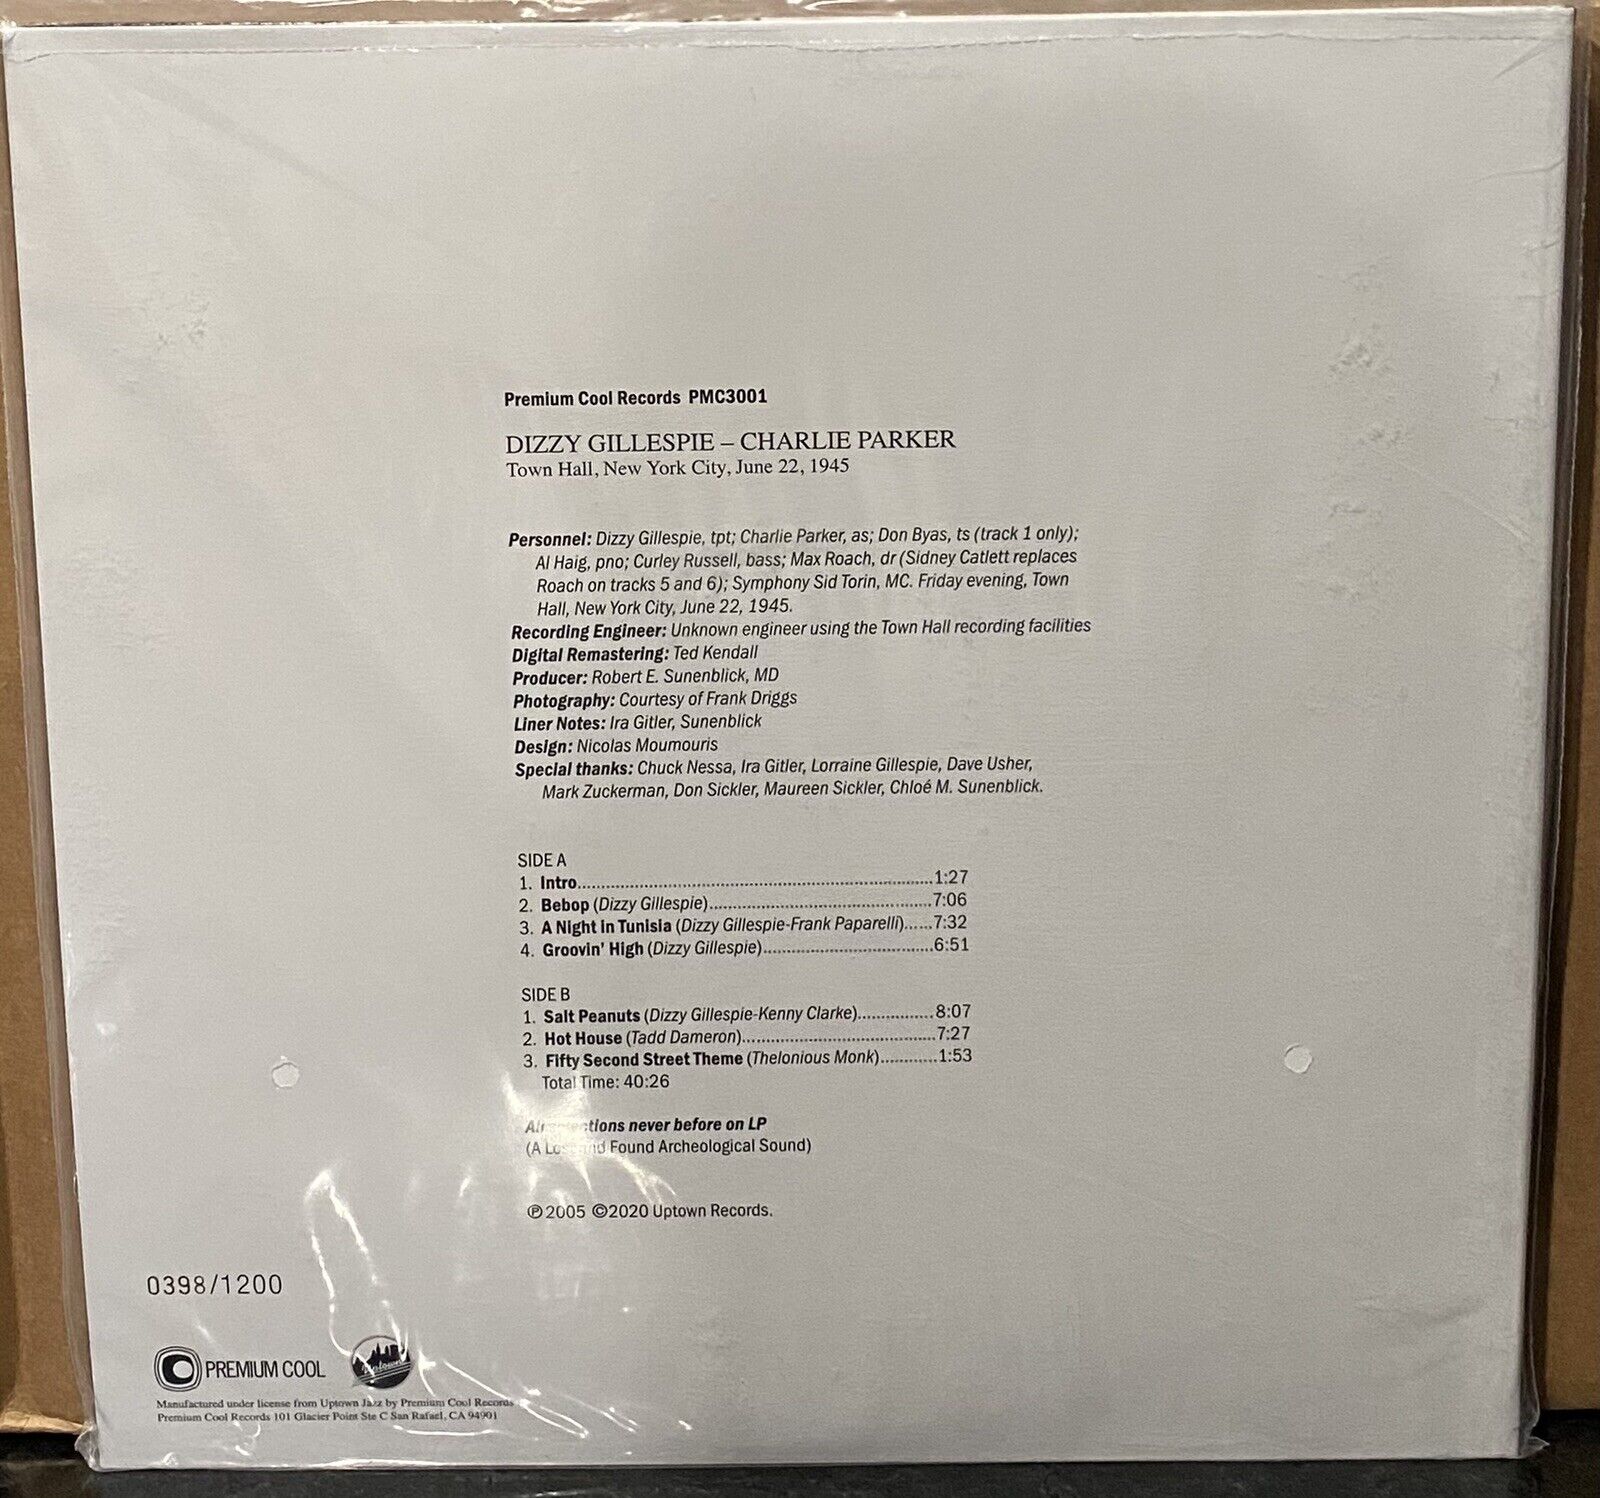 Premium Cool Records PMC3001
DIZZY GILLESPIE – CHARLIE PARKER
Town Hall, New York City, June 22, 1945
Personnel: Dizzy Gillespie, tpt; Charlie Parker, as; Don Byas, ts (track 1 only);
Al Haig, pno; Curley Russell, bass; Max Roach, dr (Sidney Catlett replaces
Roach on tracks 5 and 6); Symphony Sid Torin, MC. Friday evening, Town
Hall, New York City, June 22, 1945.
Recording Engineer: Unknown engineer using the Town Hall recording facilities
Digital Remastering: Ted Kendall
Producer: Robert E. Sunenblick, MD
Photography: Courtesy of Frank Driggs
Liner Notes: Ira Gitler, Sunenblick
Design: Nicolas Moumouris
Special thanks: Chuck Nessa, Ira Gitler, Lorraine Gillespie, Dave Usher,
Mark Zuckerman, Don Sickler, Maureen Sickler, Chloé M. Sunenblick.
SIDE A
1. Intro........................................................................1:27
2. Bebop (Dizzy Gillespie).............................................7:06
3. A Night in Tunisia (Dizzy Gillespie-Frank Paparelli)......7:32
4. Groovin' High (Dizzy Gillespie)..................................6:51
SIDE B
1. Salt Peanuts (Dizzy Gillespie-Kenny Clarke)...............8:07
2. Hot House (Tadd Dameron).......................................7:27
3. Fifty Second Street Theme (Thelonious Monk)............1:53
Total Time: 40:26
never before on LP
(A Found Archeological Sound)
℗ 2005 ©2020 Uptown Records.
0398/1200
PREMIUM COOL
Uptown
Manufactured under license from Uptown Jazz by Premium Cool Records
Premium Cool Records 101 Glacier Point Ste C San Rafael, CA 94901